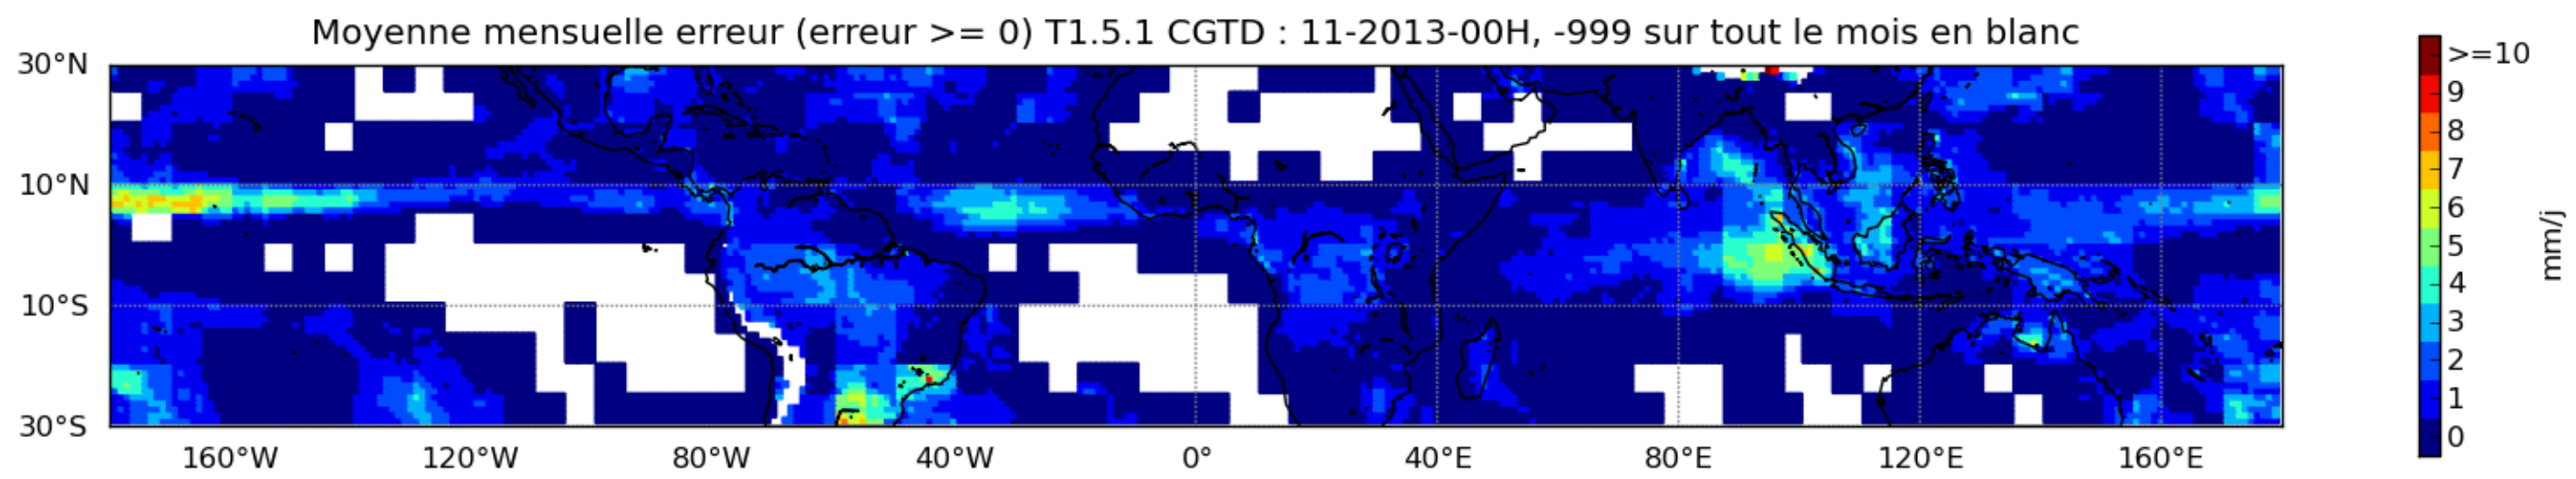 Moyenne mensuelle erreur (erreur >= 0) T1.5.1 CGTD : 11-2013-00H, -999 sur tout le mois en blanc
30°N
10°N
10°S
30°S
160°W 120°W 80°W 40°W 0° 40°E 80°E 120°E 160°E
>=10
9
8
7
6
5
4
3
2
1
0
mm/j